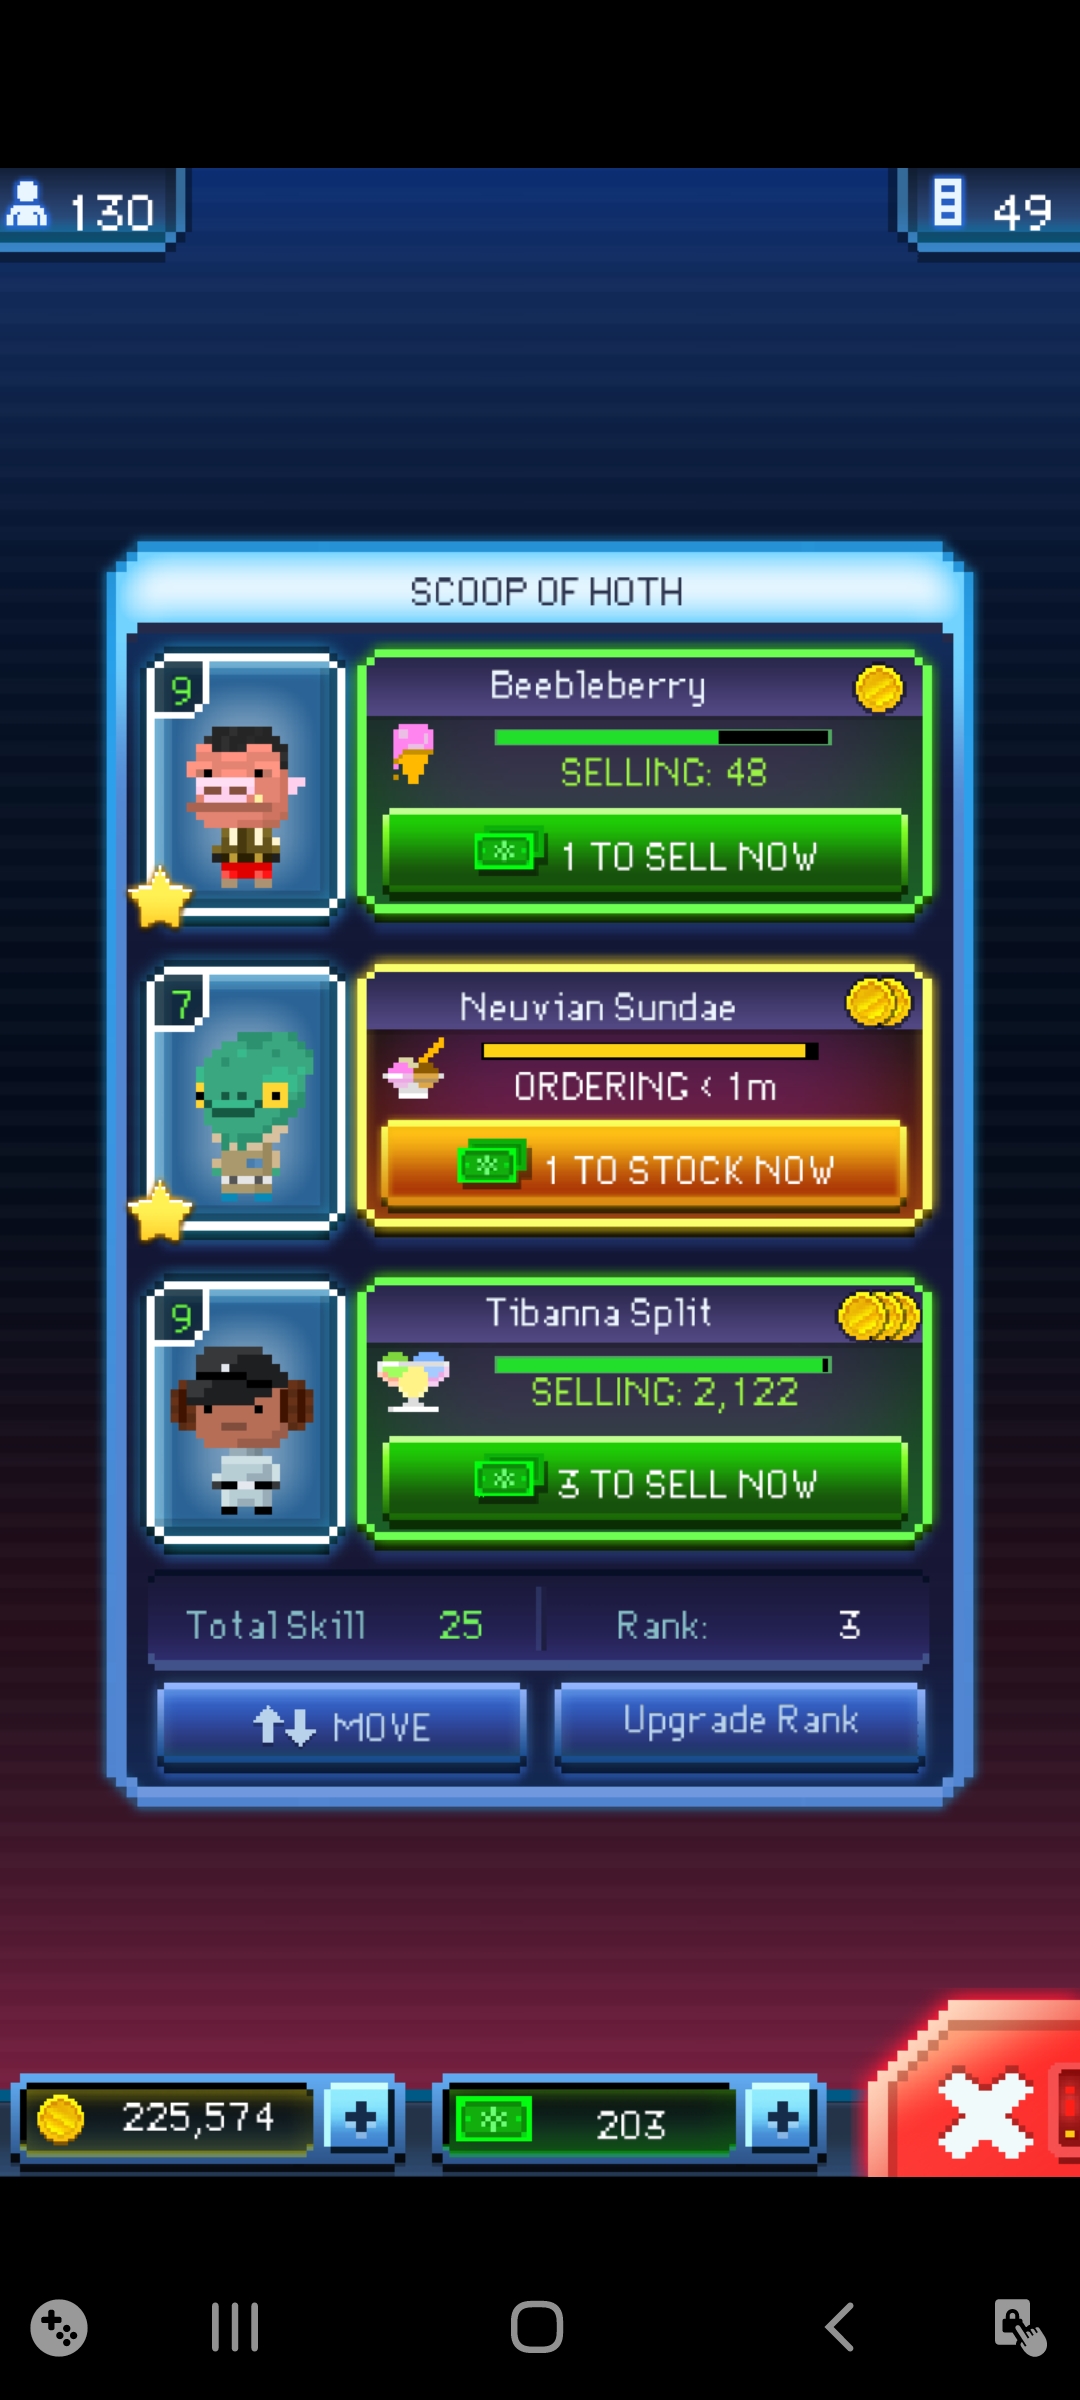 130
49
SCOOP OF HOTH
9
Beebleberry
SELLING: 48
1 TO SELL NOW
7
Neuvian Sundae
ORDERING < 1m
1 TO STOCK NOW
9
Tibanna Split
SELLING: 2,122
3 TO SELL NOW
Total Skill 25 Rank: 3
MOVE Upgrade Rank
225,574 + 203 +